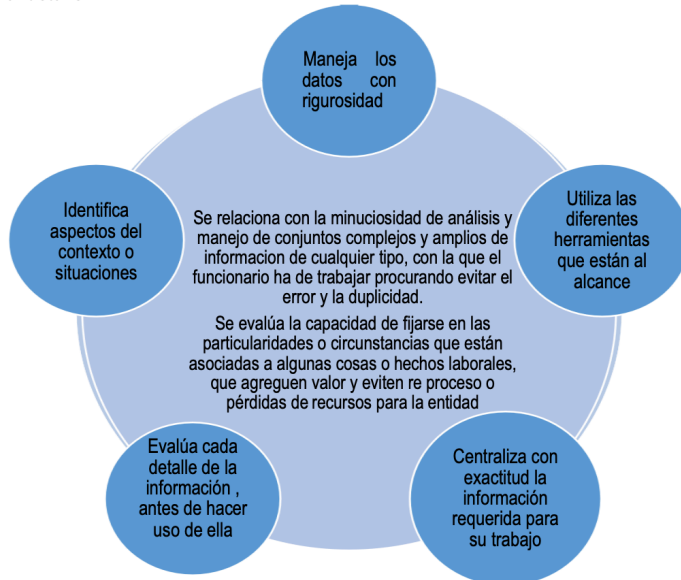 Maneja los
datos con
rigurosidad
Utiliza las
diferentes
herramientas
que están al
alcance
Centraliza con
exactitud la
información
requerida para
su trabajo
Evalúa cada
detalle de la
información ,
antes de hacer
uso de ella
Identifica
aspectos del
contexto o
situaciones
Se relaciona con la minuciosidad de análisis y
manejo de conjuntos complejos y amplios de
informacion de cualquier tipo, con la que el
funcionario ha de trabajar procurando evitar el
error y la duplicidad.
Se evalúa la capacidad de fijarse en las
particularidades o circunstancias que están
asociadas a algunas cosas o hechos laborales,
que agreguen valor y eviten re proceso o
pérdidas de recursos para la entidad